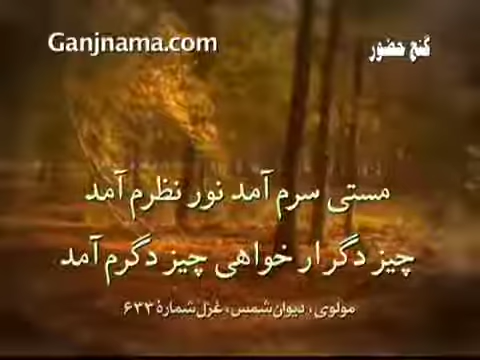 Ganjnama.com
گنج حضور
مستی سرم آمد نور نظرم آمد
چیز دگر ار خواهی چیز دگرم آمد
مولوی، دیوان شمس، غزل شمارهٔ ۶۳۳